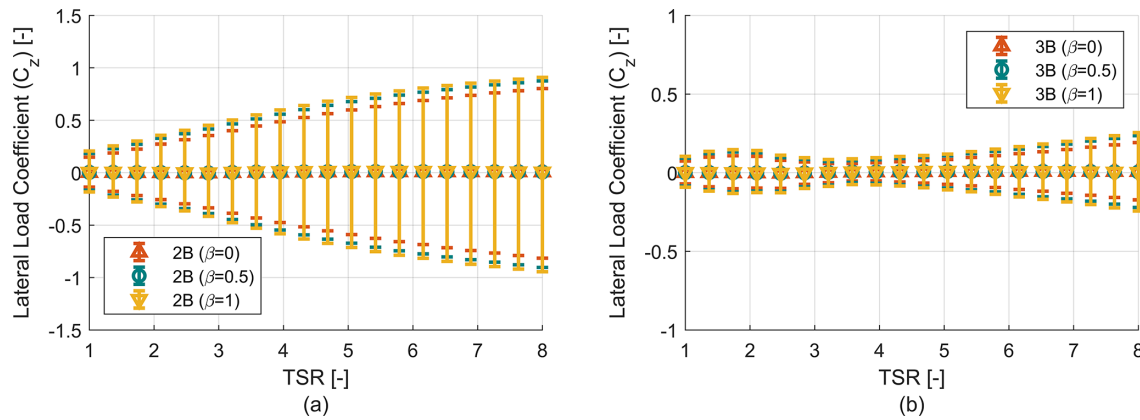 1.5
1
0.5
0
-0.5
-1
-1.5
Lateral Load Coefficient (C_z) [-]
2B (β=0)
2B (β=0.5)
2B (β=1)
1 2 3 4 5 6 7 8
TSR [-]
(a)
1
0.5
0
-0.5
-1
Lateral Load Coefficient (C_z) [-]
3B (β=0)
3B (β=0.5)
3B (β=1)
1 2 3 4 5 6 7 8
TSR [-]
(b)